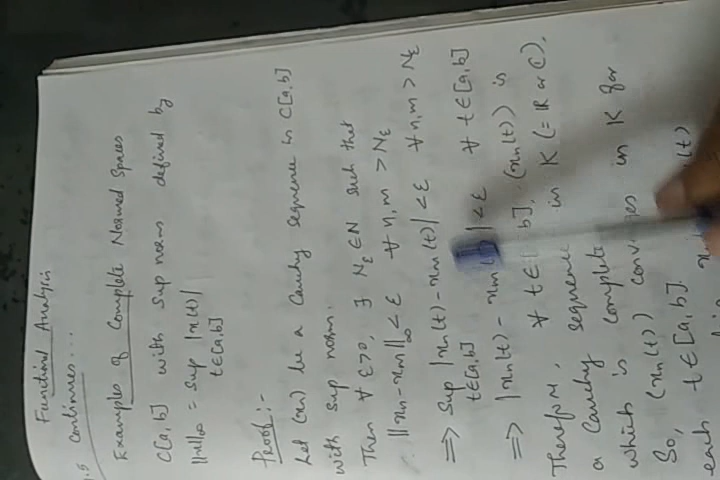 Functional Analysis
1.5 continues...
Examples of Complete Normed Spaces
C[a,b] with sup norm defined by
||x||∞ = sup |x(t)|
t∈[a,b]
Proof:-
Let (xn) be a Cauchy sequence in C[a,b]
with sup norm.
Then ∀ ε>0, ∃ Nε∈N such that
||xn-xm||∞ < ε ∀ n,m > Nε
⇒ sup |xn(t)-xm(t)| < ε ∀ n,m > Nε
t∈[a,b]
⇒ |xn(t) - xm(t)| < ε ∀ t∈[a,b]
Therefore, ∀ t∈[a,b], (xn(t)) is
a Cauchy sequence in K (= R or C),
which is complete
So, (xn(t)) converges in K for
each t∈[a,b].